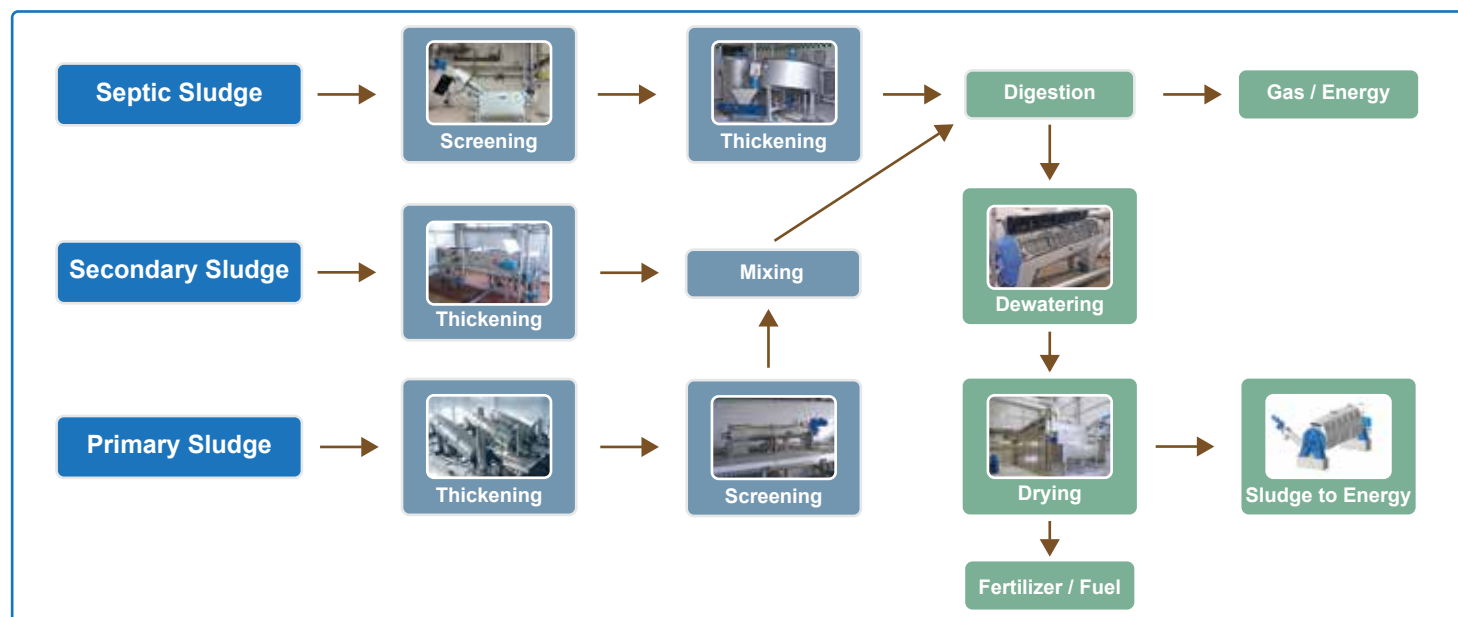 Septic Sludge
Screening
Thickening
Digestion
Gas / Energy
Secondary Sludge
Thickening
Mixing
Dewatering
Primary Sludge
Thickening
Screening
Drying
Sludge to Energy
Fertilizer / Fuel